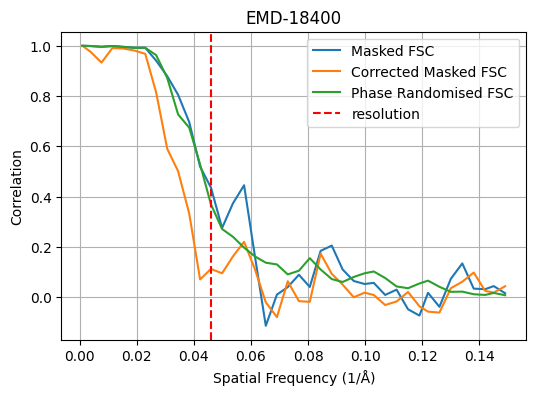 EMD-18400
Masked FSC
Corrected Masked FSC
Phase Randomised FSC
resolution
1.0
0.8
0.6
0.4
0.2
0.0
Correlation
0.00 0.02 0.04 0.06 0.08 0.10 0.12 0.14
Spatial Frequency (1/Å)